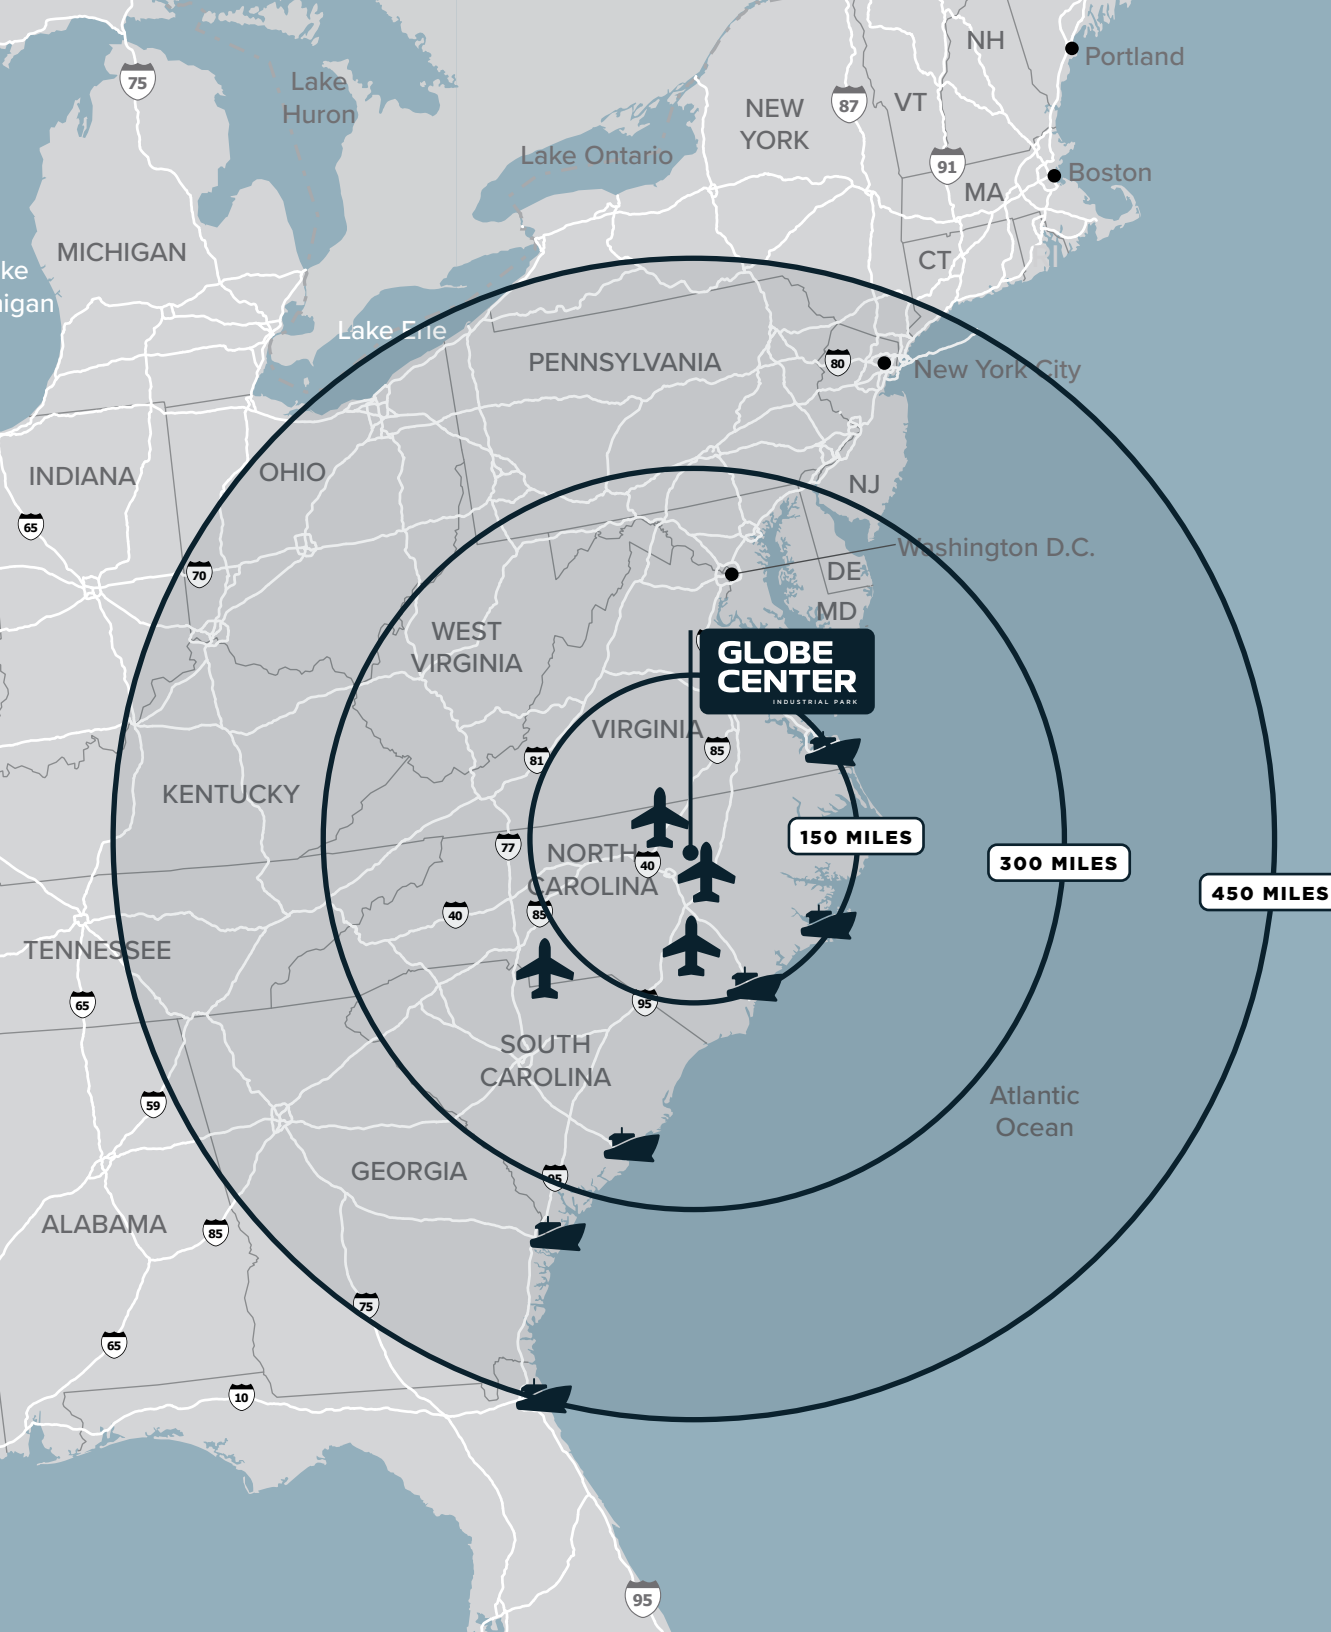 NH
Portland
75
Lake
Huron
NEW
YORK
87
VT
Lake Ontario
91
MA
Boston
MICHIGAN
CT
ke
igan
Lake Erie
PENNSYLVANIA
80
New York City
INDIANA
OHIO
NJ
65
Washington D.C.
70
DE
MD
WEST
VIRGINIA
GLOBE
CENTER
INDUSTRIAL PARK
VIRGINIA
85
81
KENTUCKY
150 MILES
77
NORTH
CAROLINA
40
300 MILES
450 MILES
40
85
TENNESSEE
65
95
SOUTH
CAROLINA
59
Atlantic
Ocean
GEORGIA
95
ALABAMA
85
75
65
10
95